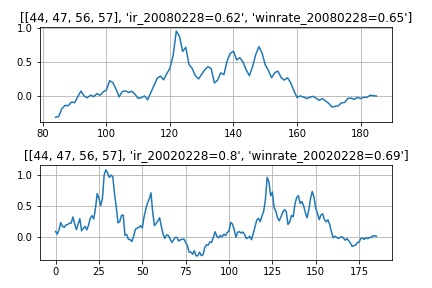 [[44, 47, 56, 57], 'ir_20080228=0.62', 'winrate_20080228=0.65']
1.0
0.5
0.0
80 100 120 140 160 180
[[44, 47, 56, 57], 'ir_20020228=0.8', 'winrate_20020228=0.69']
1.0
0.5
0.0
0 25 50 75 100 125 150 175